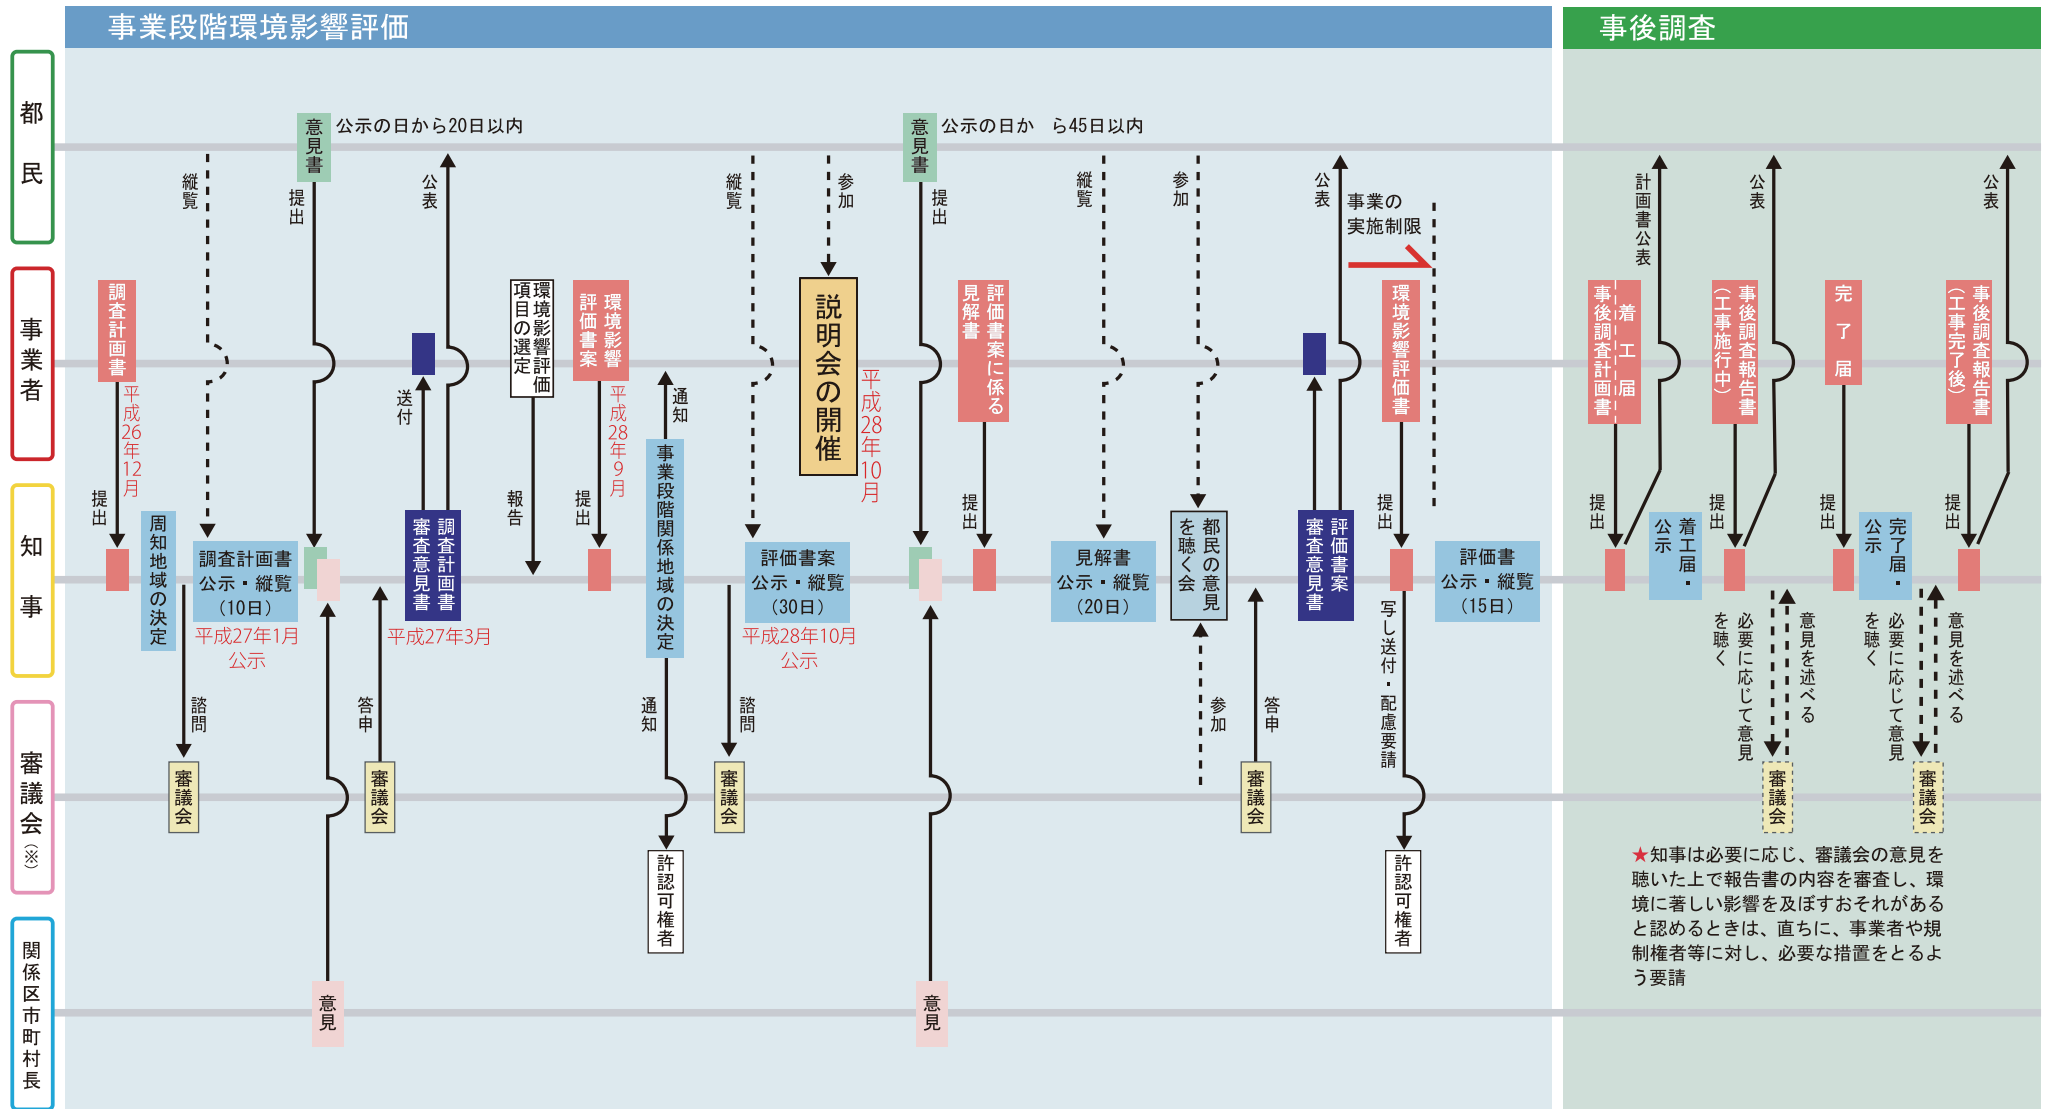 事業段階環境影響評価
事後調査
都民
事業者
知事
審議会(※)
関係区市町村長
意見書
公示の日から20日以内
縦覧
提出
公表
調査計画書
平成26年12月
提出
周知地域の決定
調査計画書
公示・縦覧
(10日)
平成27年1月
公示
諮問
審議会
意見
送付
調査計画書
審査意見書
平成27年3月
答申
審議会
環境影響評価
項目の選定
報告
環境影響
評価書案
平成28年9月
提出
通知
事業段階関係地域の決定
通知
許認可権者
縦覧
評価書案
公示・縦覧
(30日)
平成28年10月
公示
諮問
審議会
参加
説明会の開催
平成28年10月
意見書
公示の日か ら45日以内
提出
意見
評価書案に係る
見解書
提出
縦覧
見解書
公示・縦覧
(20日)
参加
都民の意見
を聴く会
参加
答申
審議会
公表
評価書案
審査意見書
事業の
実施制限
環境影響評価書
提出
評価書
公示・縦覧
(15日)
写し送付・配慮要請
許認可権者
計画書公表
着工届
事後調査計画書
提出
着工届・
公示
公表
事後調査報告書
(工事施行中)
提出
必要に応じて意見
を聴く
意見を述べる
審議会
完了届
提出
完了届・
公示
公表
事後調査報告書
(工事完了後)
提出
必要に応じて意見
を聴く
意見を述べる
審議会
★知事は必要に応じ、審議会の意見を
聴いた上で報告書の内容を審査し、環
境に著しい影響を及ぼすおそれがある
と認めるときは、直ちに、事業者や規
制権者等に対し、必要な措置をとるよ
う要請